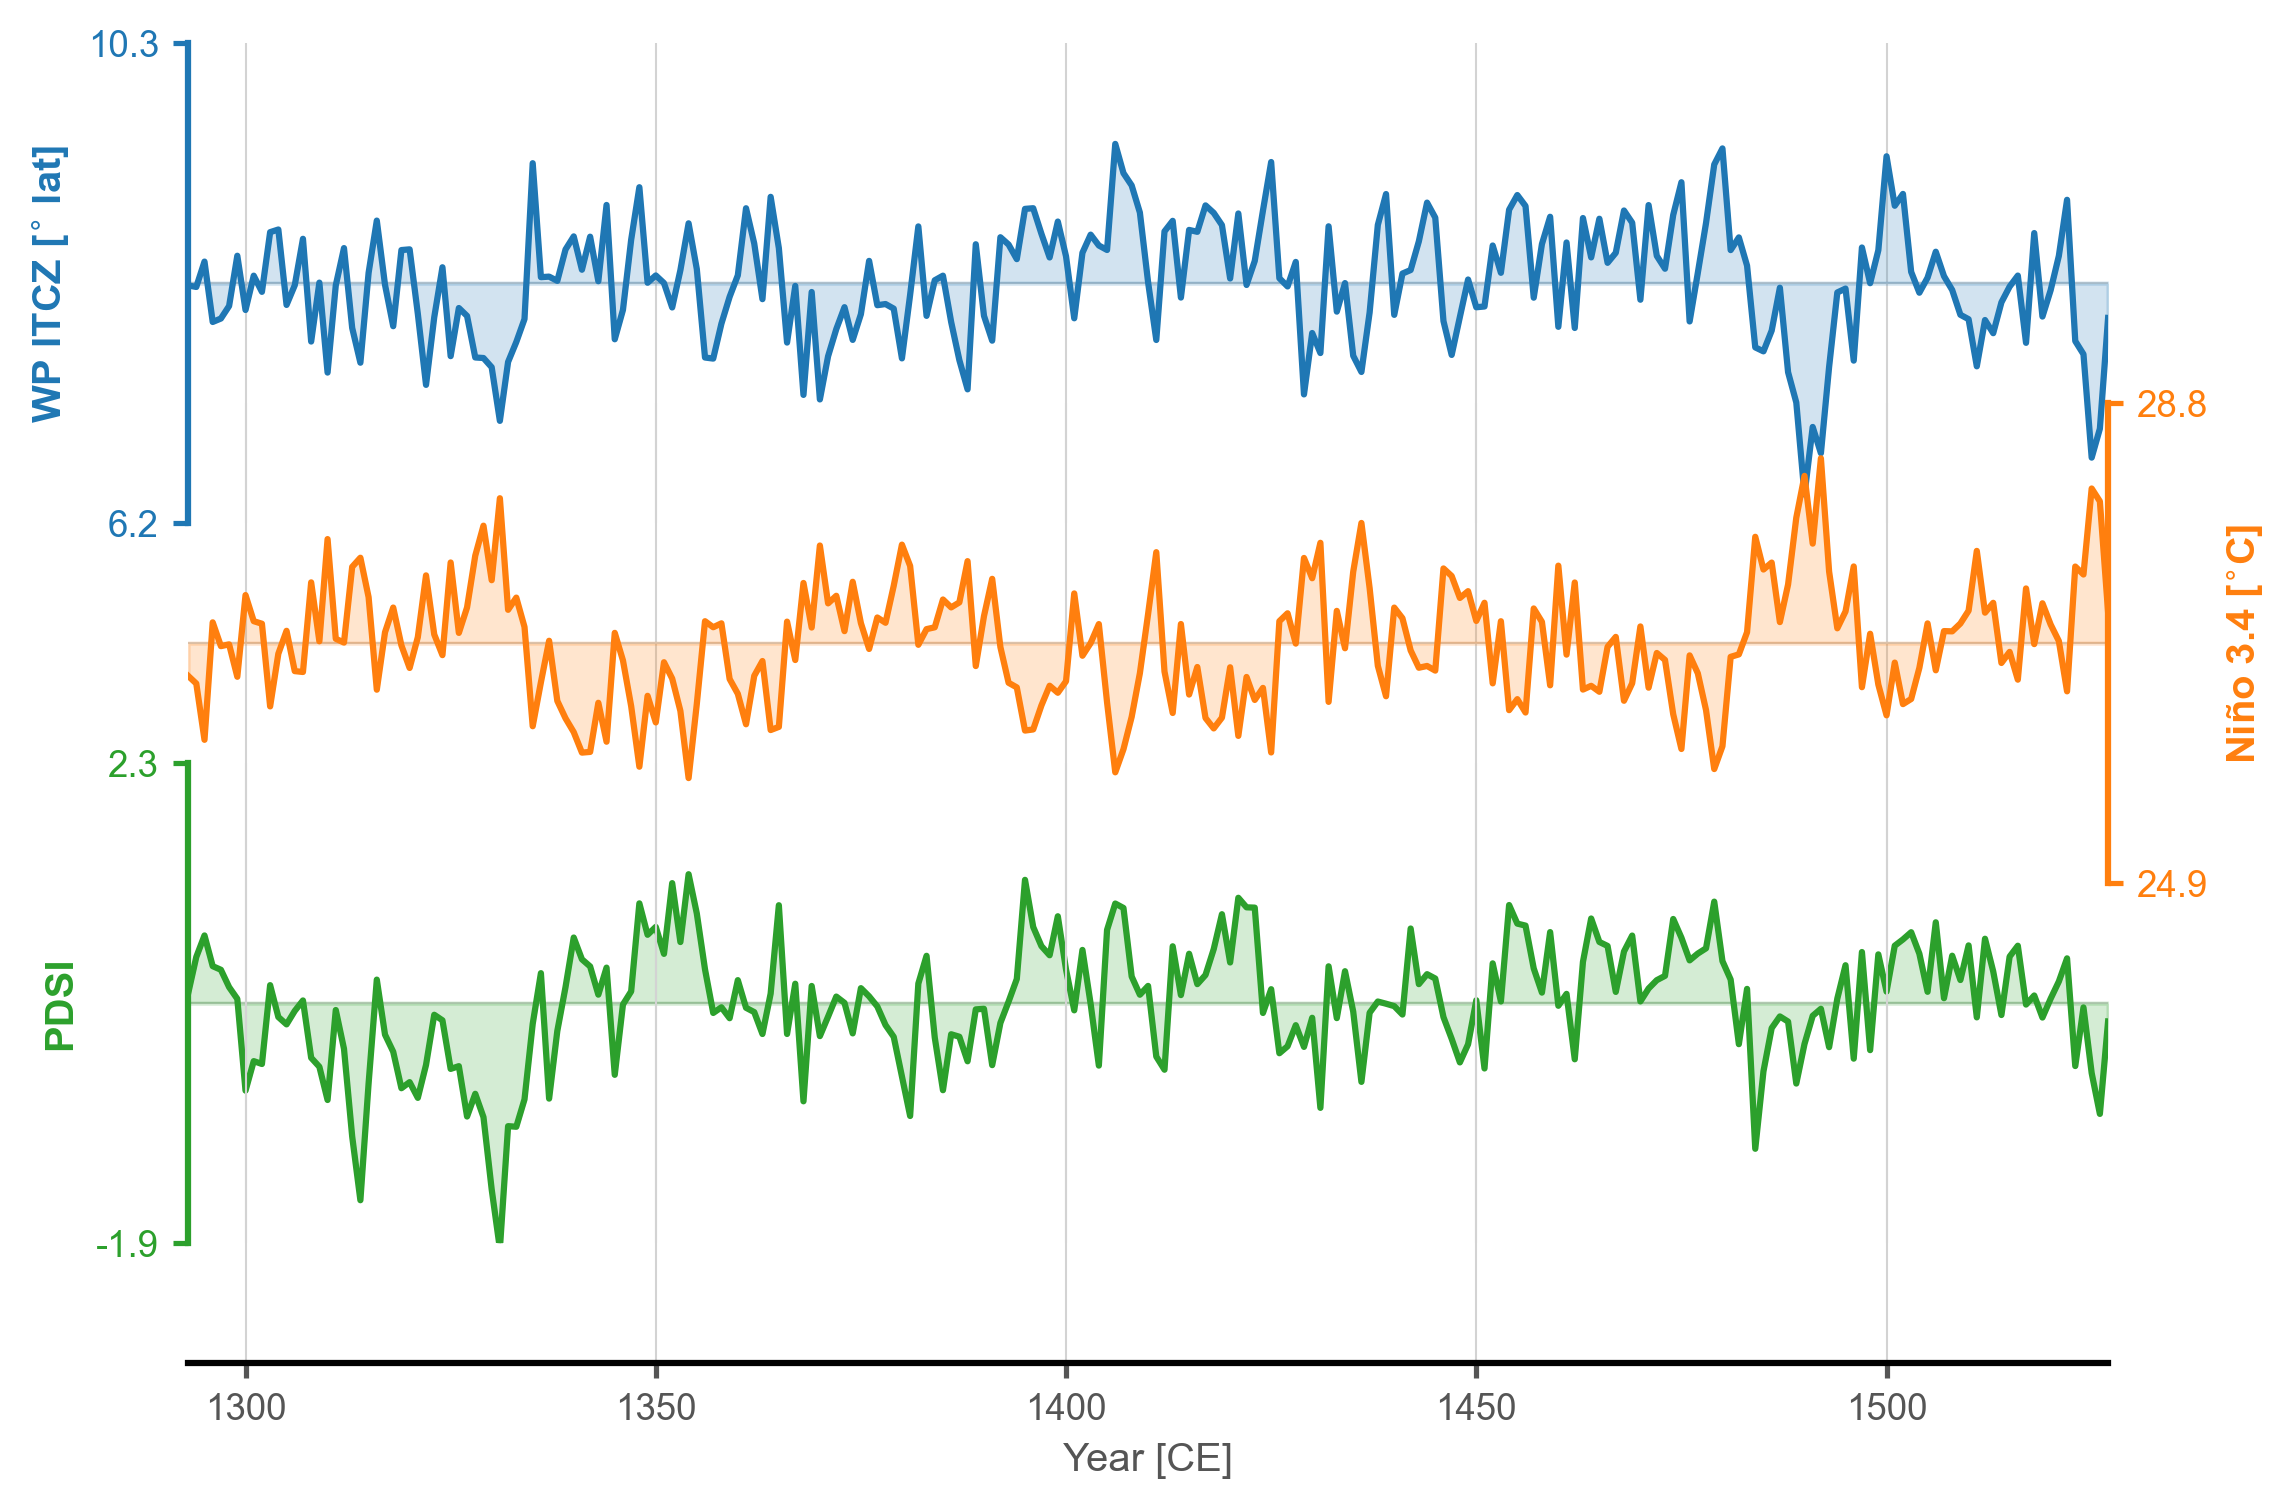 10.3
WP ITCZ [° lat]
6.2
28.8
Niño 3.4 [°C]
24.9
2.3
PDSI
-1.9
1300 1350 1400 1450 1500
Year [CE]